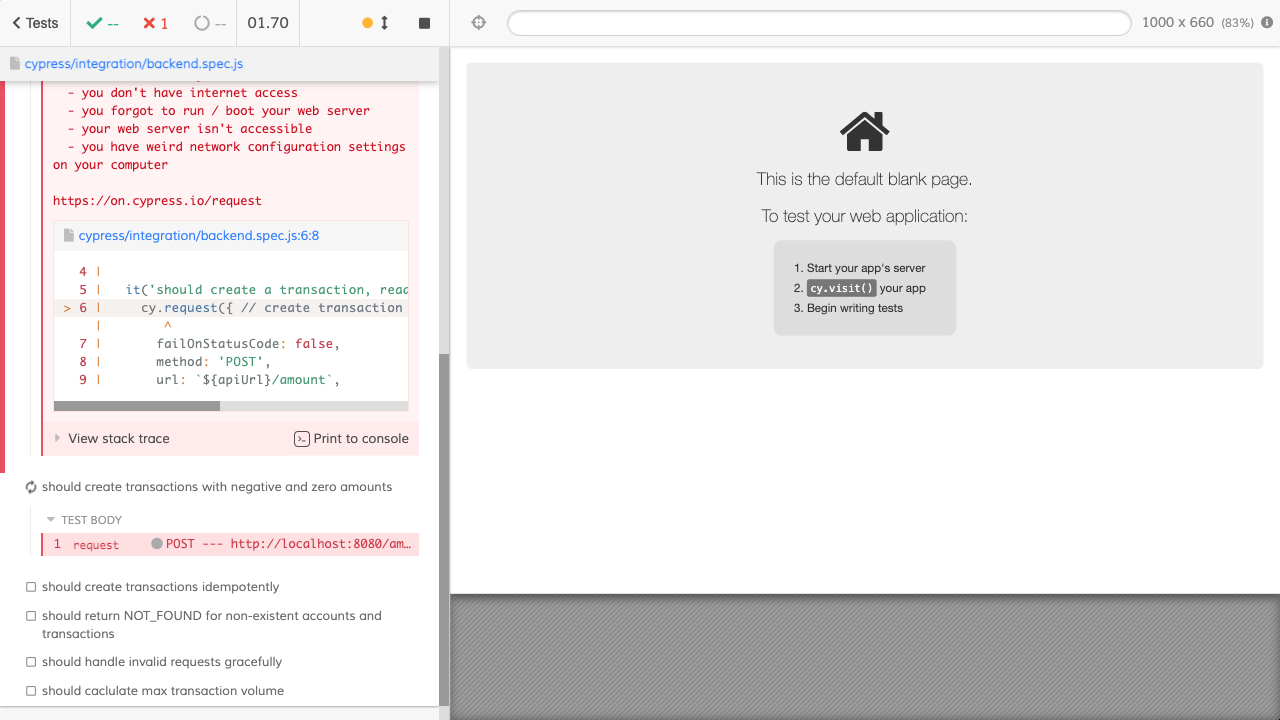 Tests
--
1
--
01.70
1000 x 660 (83%)
cypress/integration/backend.spec.js
- you don't have internet access
- you forgot to run / boot your web server
- your web server isn't accessible
- you have weird network configuration settings
on your computer
https://on.cypress.io/request
cypress/integration/backend.spec.js:6:8
4 |
5 | it('should create a transaction, read
> 6 | cy.request({ // create transaction
| ^
7 | failOnStatusCode: false,
8 | method: 'POST',
9 | url: `${apiUrl}/amount`,
View stack trace
Print to console
should create transactions with negative and zero amounts
TEST BODY
1 request POST --- http://localhost:8080/am…
should create transactions idempotently
should return NOT_FOUND for non-existent accounts and
transactions
should handle invalid requests gracefully
should caclulate max transaction volume
This is the default blank page.
To test your web application:
1. Start your app's server
2. cy.visit() your app
3. Begin writing tests